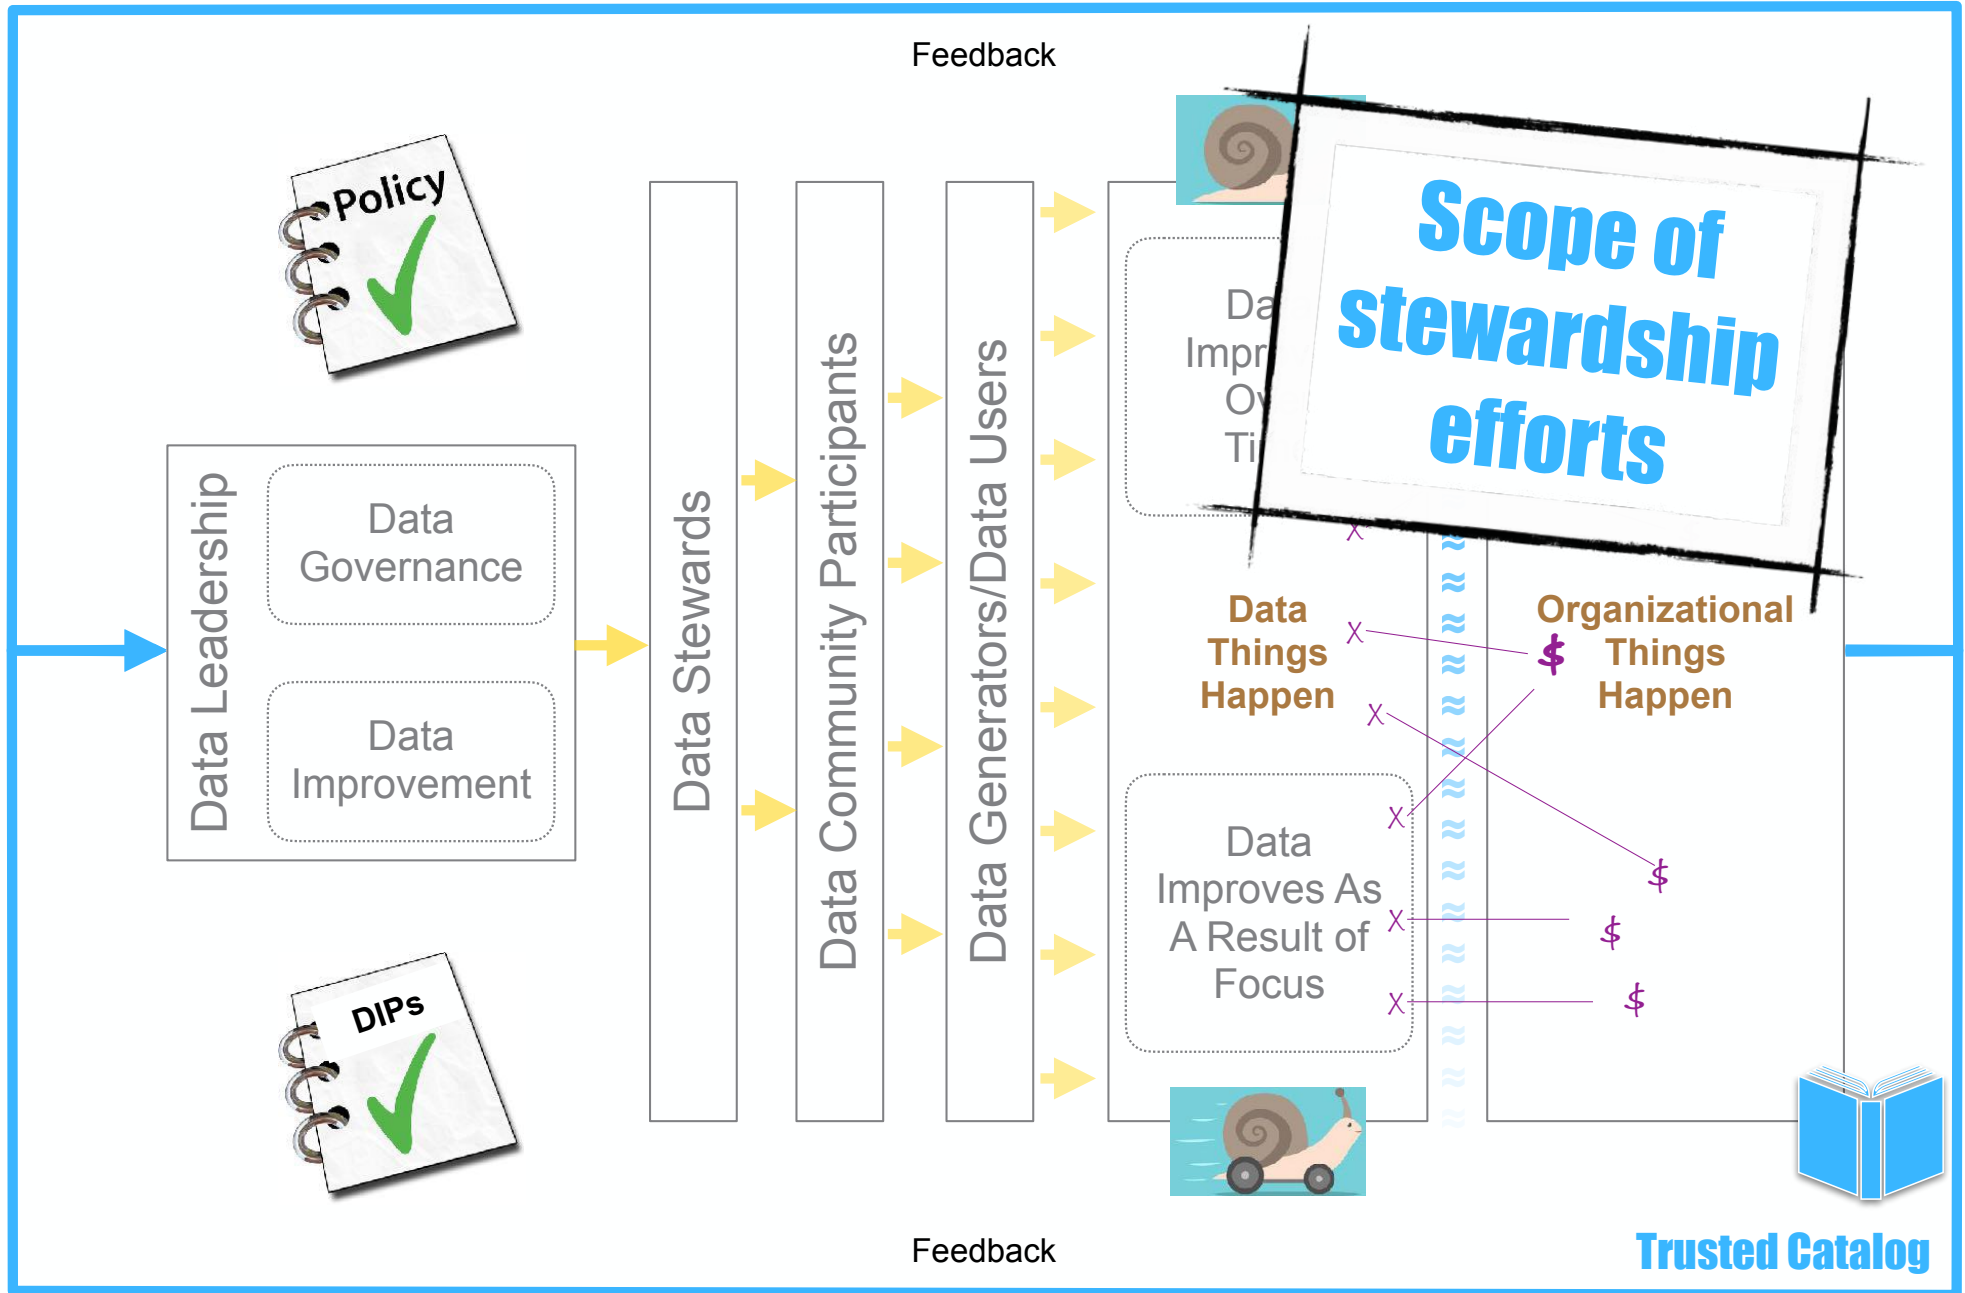 Feedback
Policy
Scope of
stewardship
efforts
Data Leadership
Data
Governance
Data
Improvement
Data Stewards
Data Community Participants
Data Generators/Data Users
Data
Things
Happen
Organizational
Things
Happen
X
X
X
X
X
X
$
$
$
$
Data
Improves As
A Result of
Focus
DIPs
Feedback
Trusted Catalog